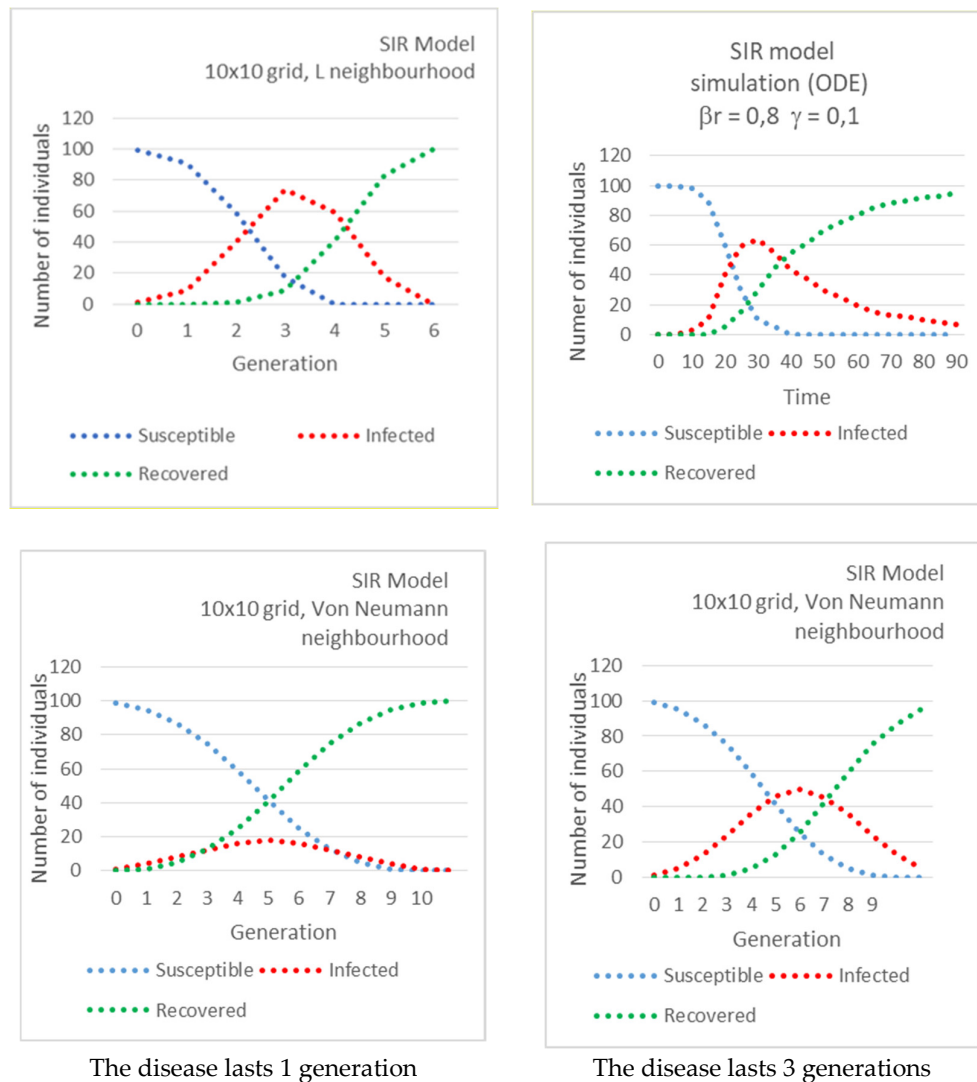 SIR Model
10x10 grid, L neighbourhood
Number of individuals
120
100
80
60
40
20
0
0 1 2 3 4 5 6
Generation
Susceptible Infected
Recovered
SIR model
simulation (ODE)
βr = 0,8 γ = 0,1
Numer of individuals
120
100
80
60
40
20
0
0 10 20 30 40 50 60 70 80 90
Time
Susceptible Infected
Recovered
SIR Model
10x10 grid, Von Neumann
neighbourhood
Number of individuals
120
100
80
60
40
20
0
0 1 2 3 4 5 6 7 8 9 10
Generation
Susceptible Infected
Recovered
The disease lasts 1 generation
SIR Model
10x10 grid, Von Neumann
neighbourhood
Number of individuals
120
100
80
60
40
20
0
0 1 2 3 4 5 6 7 8 9
Generation
Susceptible Infected
Recovered
The disease lasts 3 generations